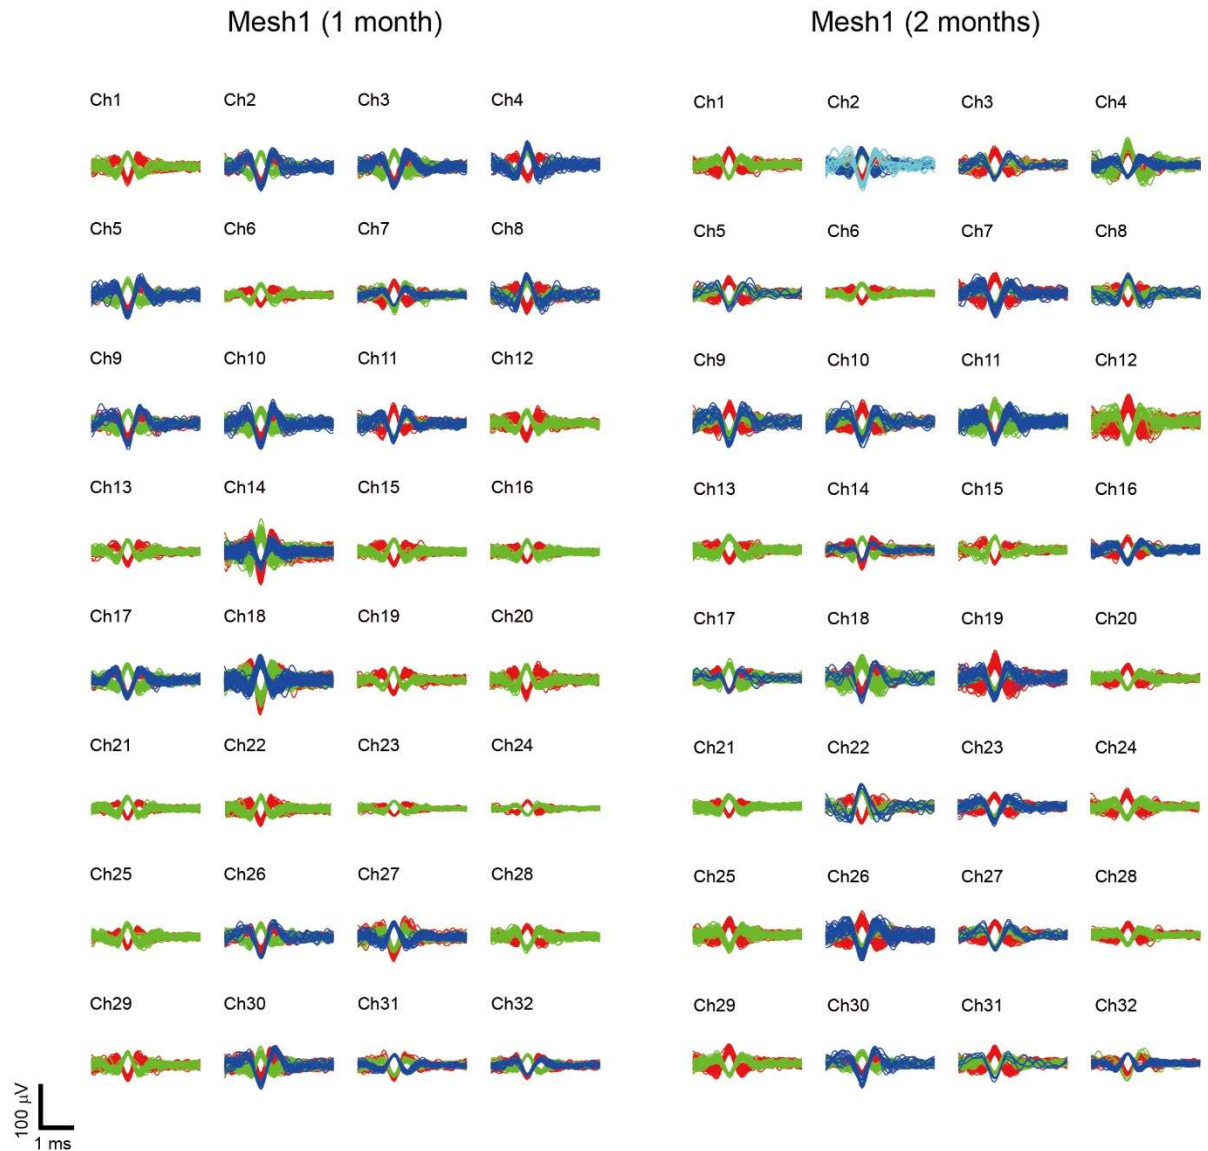 Mesh1 (1 month)
Mesh1 (2 months)
Ch1 Ch2 Ch3 Ch4 Ch1 Ch2 Ch3 Ch4
Ch5 Ch6 Ch7 Ch8 Ch5 Ch6 Ch7 Ch8
Ch9 Ch10 Ch11 Ch12 Ch9 Ch10 Ch11 Ch12
Ch13 Ch14 Ch15 Ch16 Ch13 Ch14 Ch15 Ch16
Ch17 Ch18 Ch19 Ch20 Ch17 Ch18 Ch19 Ch20
Ch21 Ch22 Ch23 Ch24 Ch21 Ch22 Ch23 Ch24
Ch25 Ch26 Ch27 Ch28 Ch25 Ch26 Ch27 Ch28
Ch29 Ch30 Ch31 Ch32 Ch29 Ch30 Ch31 Ch32
100 μV
1 ms